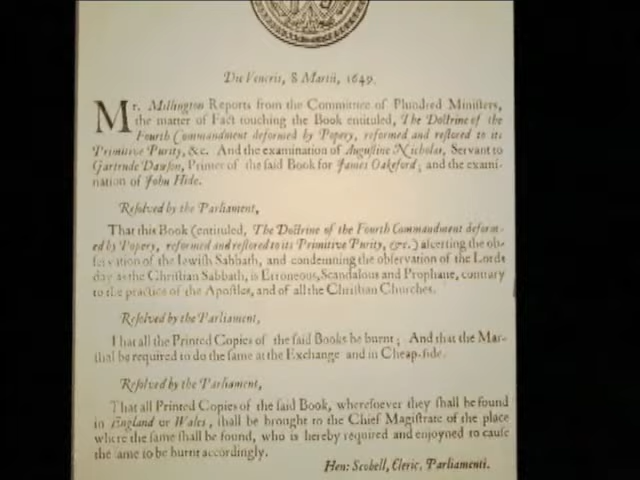 Die Veneris, 8 Martii, 1649.
Mr. Millington Reports from the Committee of Plundred Ministers,
the matter of Fact touching the Book entituled, The Doctrine of the
Fourth Commandment deformed by Popery, reformed and restored to its
Primitive Purity, &c. And the examination of Augustine Nicholas, Servant to
Gartrude Dawson, Printer of the said Book for James Oakeford; and the exami-
nation of John Hide.
Resolved by the Parliament,
That this Book (entituled, The Doctrine of the Fourth Commandment deform-
ed by Popery, reformed and restored to its Primitive Purity, &c.) asserting the ob-
servation of the Jewish Sabbath, and condemning the observation of the Lords
day as the Christian Sabbath, is Erroneous, Scandalous and Prophane, contrary
to the practice of the Apostles, and of all the Christian Churches.
Resolved by the Parliament,
That all the Printed Copies of the said Books be burnt; And that the Mar-
shal be required to do the same at the Exchange and in Cheap-side.
Resolved by the Parliament,
That all Printed Copies of the said Book, wheresoever they shall be found
in England or Wales, shall be brought to the Chief Magistrate of the place
where the same shall be found, who is hereby required and enjoyned to cause
the same to be burnt accordingly.
Hen: Scobell, Cleric. Parliamenti.